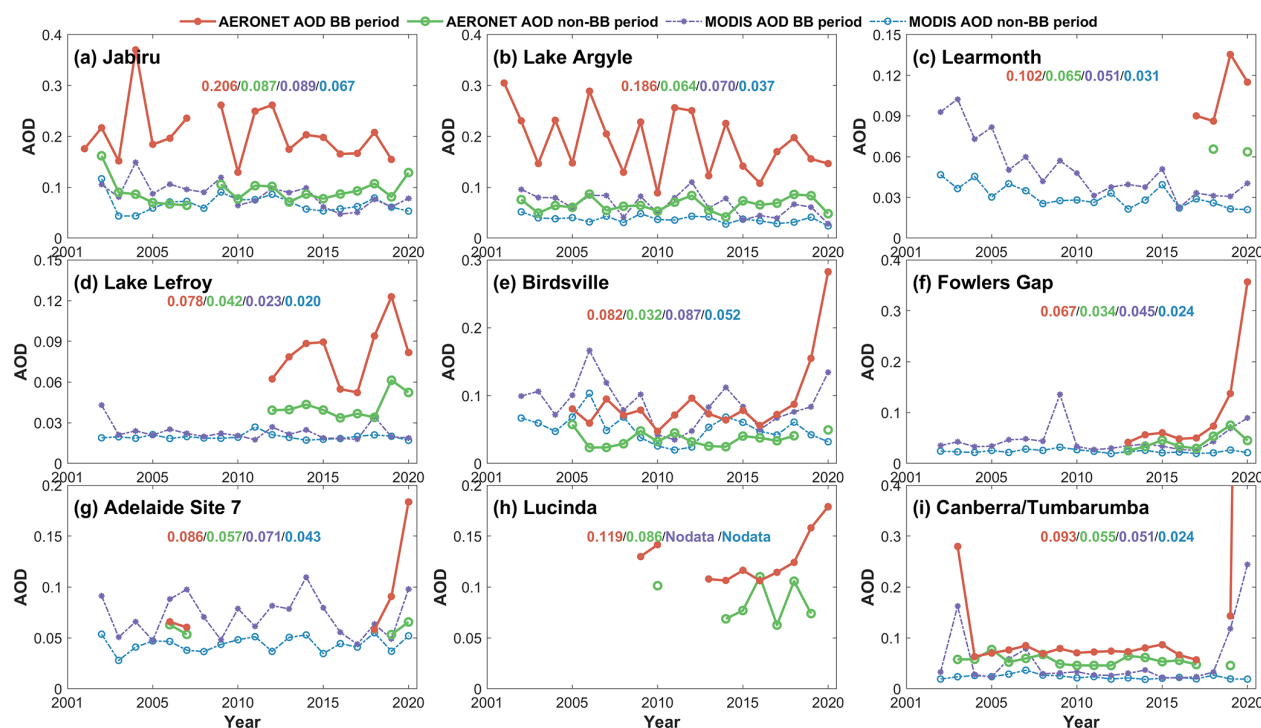 AERONET AOD BB period AERONET AOD non-BB period MODIS AOD BB period MODIS AOD non-BB period
(a) Jabiru
0.206/0.087/0.089/0.067
AOD
0.4
0.3
0.2
0.1
0
2001 2005 2010 2015 2020
(b) Lake Argyle
0.186/0.064/0.070/0.037
AOD
0.4
0.3
0.2
0.1
0
2001 2005 2010 2015 2020
(c) Learmonth
0.102/0.065/0.051/0.031
AOD
0.15
0.12
0.09
0.06
0.03
0
2001 2005 2010 2015 2020
(d) Lake Lefroy
0.078/0.042/0.023/0.020
AOD
0.15
0.12
0.09
0.06
0.03
0
2001 2005 2010 2015 2020
(e) Birdsville
0.082/0.032/0.087/0.052
AOD
0.3
0.2
0.1
0
2001 2005 2010 2015 2020
(f) Fowlers Gap
0.067/0.034/0.045/0.024
AOD
0.4
0.3
0.2
0.1
0
2001 2005 2010 2015 2020
(g) Adelaide Site 7
0.086/0.057/0.071/0.043
AOD
0.2
0.15
0.1
0.05
0
2001 2005 2010 2015 2020
Year
(h) Lucinda
0.119/0.086/Nodata /Nodata
AOD
0.2
0.15
0.1
0.05
0
2001 2005 2010 2015 2020
Year
(i) Canberra/Tumbarumba
0.093/0.055/0.051/0.024
AOD
0.4
0.3
0.2
0.1
0
2001 2005 2010 2015 2020
Year